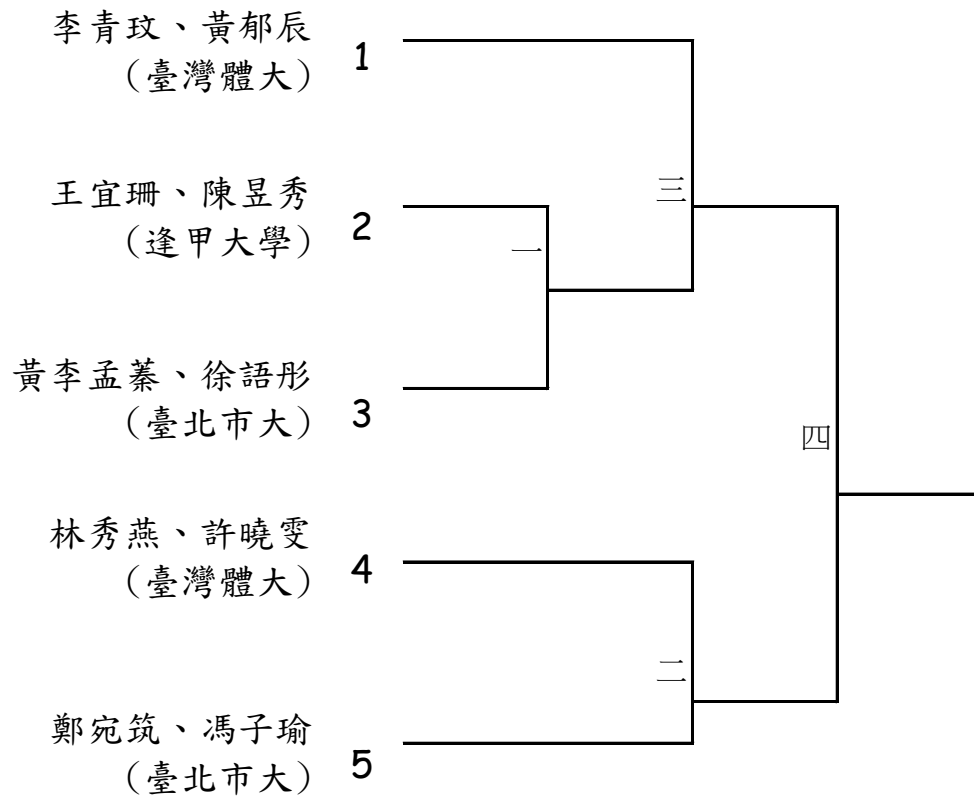 李青玟、黃郁辰
(臺灣體大)
1
王宜珊、陳昱秀
(逢甲大學)
2
三
一
黃李孟蓁、徐語彤
(臺北市大)
3
四
林秀燕、許曉雯
(臺灣體大)
4
二
鄭宛筑、馮子瑜
(臺北市大)
5